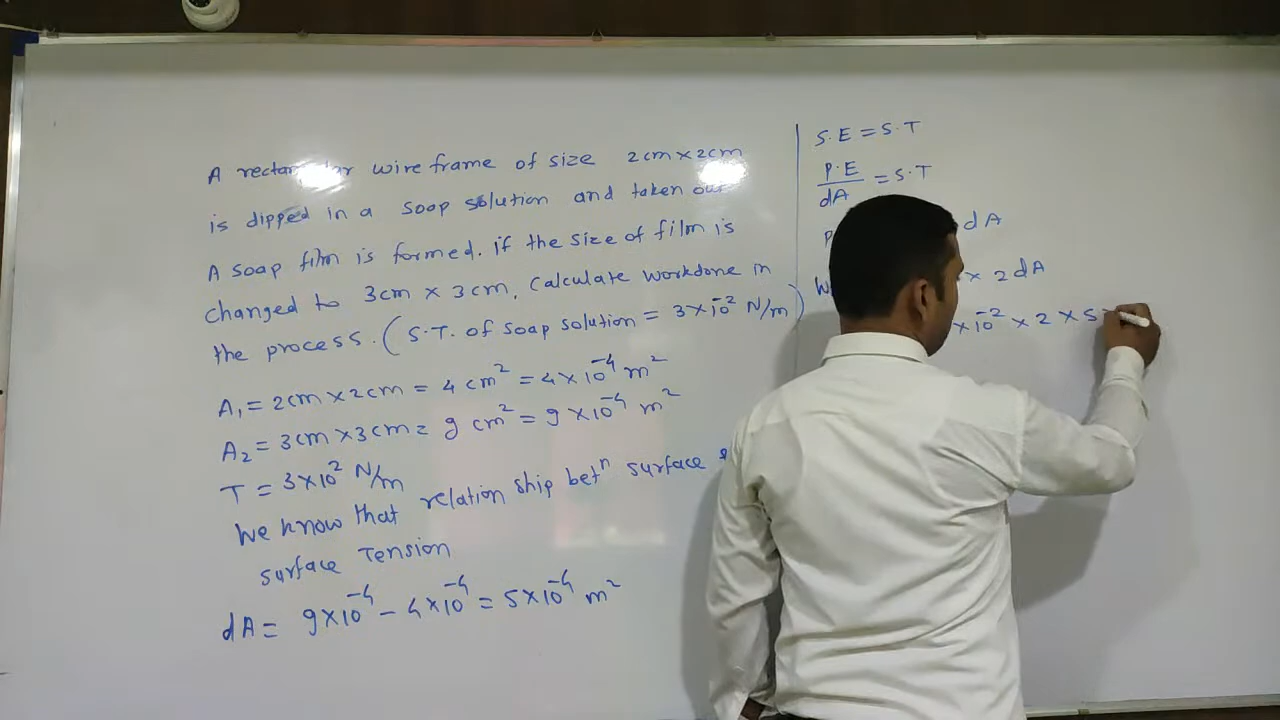 A wire frame of size 2cm×2cm
is dipped in a soap solution and taken out
A soap film is formed. if the size of film is
changed to 3cm × 3cm. Calculate workdone in
the process. (S.T. of soap solution = 3×10⁻² N/m)
A₁ = 2cm×2cm = 4 cm² = 4×10⁻⁴ m²
A₂ = 3cm×3cm = 9 cm² = 9×10⁻⁴ m²
T = 3×10² N/m
We know that relation ship betⁿ surface
surface Tension
dA = 9×10⁻⁴ − 4×10⁻⁴ = 5×10⁻⁴ m²
S.E = S.T
P.E/dA = S.T
P dA
W × 2dA
×10⁻² × 2 × 5